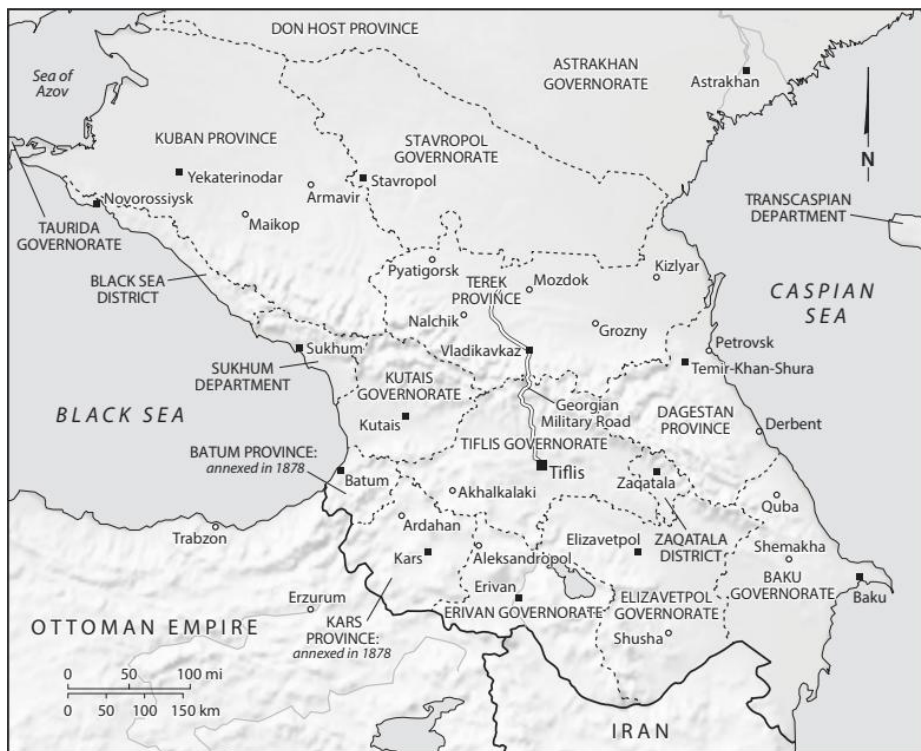 DON HOST PROVINCE
Sea of
Azov
ASTRAKHAN
GOVERNORATE
Astrakhan
KUBAN PROVINCE
STAVROPOL
GOVERNORATE
N
Yekaterinodar
Stavropol
Armavir
Novorossiysk
Maikop
TRANSCASPIAN
DEPARTMENT
TAURIDA
GOVERNORATE
BLACK SEA
DISTRICT
Pyatigorsk
Mozdok
Kizlyar
TEREK
PROVINCE
CASPIAN
SEA
Nalchik
Grozny
Sukhum
Vladikavkaz
Petrovsk
Temir-Khan-Shura
SUKHUM
DEPARTMENT
KUTAIS
GOVERNORATE
Georgian
Military Road
DAGESTAN
PROVINCE
BLACK SEA
Kutais
Derbent
TIFLIS GOVERNORATE
BATUM PROVINCE:
annexed in 1878
Tiflis
Batum
Zaqatala
Akhalkalaki
Quba
Ardahan
Trabzon
ZAQATALA
DISTRICT
Elizavetpol
Shemakha
Kars
Aleksandropol
BAKU
GOVERNORATE
Baku
Erivan
Erzurum
ERIVAN GOVERNORATE
ELIZAVETPOL
GOVERNORATE
KARS
PROVINCE:
annexed in 1878
OTTOMAN EMPIRE
Shusha
0 50 100 mi
0 50 100 150 km
IRAN